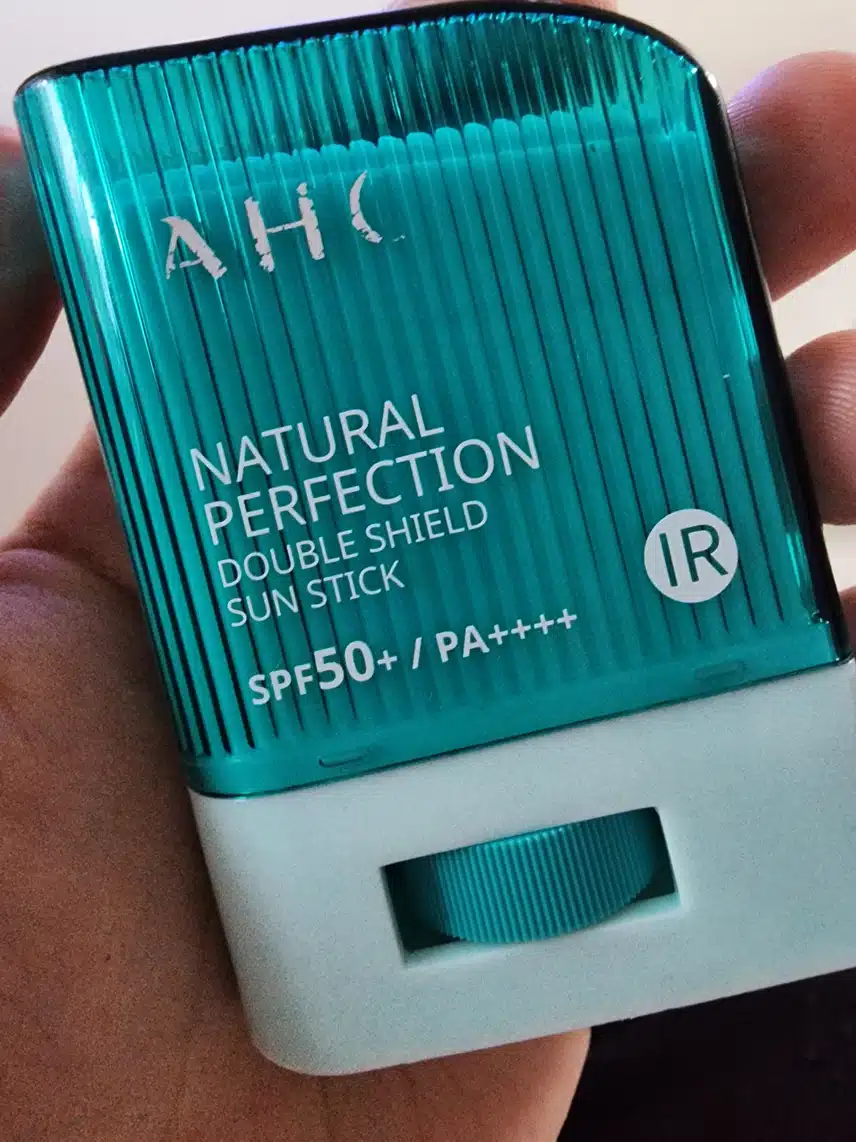 AHC
NATURAL
PERFECTION
DOUBLE SHIELD
SUN STICK
IR
SPF50+ / PA++++